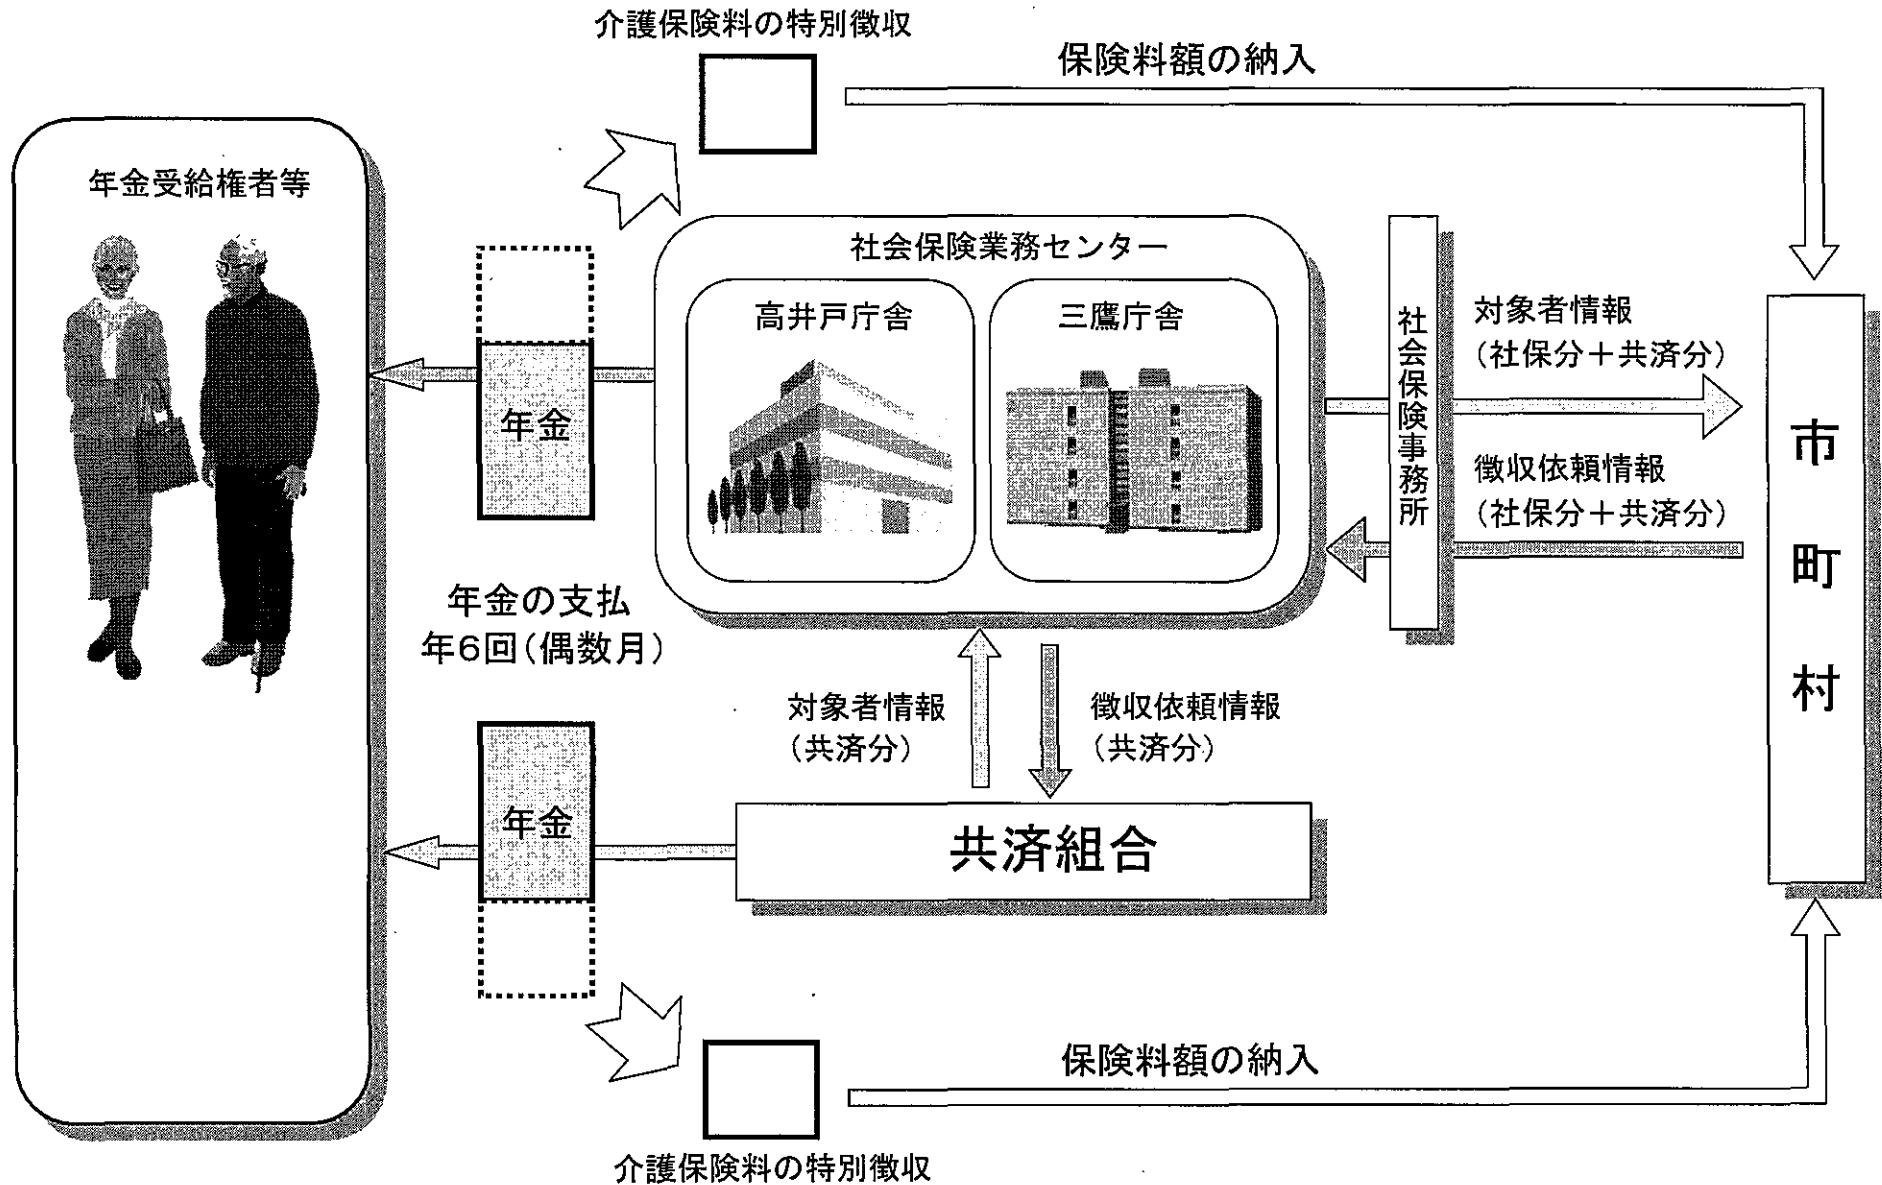 介護保険料の特別徴収
保険料額の納入
年金受給権者等
社会保険業務センター
高井戸庁舎
三鷹庁舎
社会保険事務所
対象者情報
(社保分＋共済分)
徴収依頼情報
(社保分＋共済分)
市町村
年金
年金の支払
年6回(偶数月)
対象者情報
(共済分)
徴収依頼情報
(共済分)
年金
共済組合
保険料額の納入
介護保険料の特別徴収